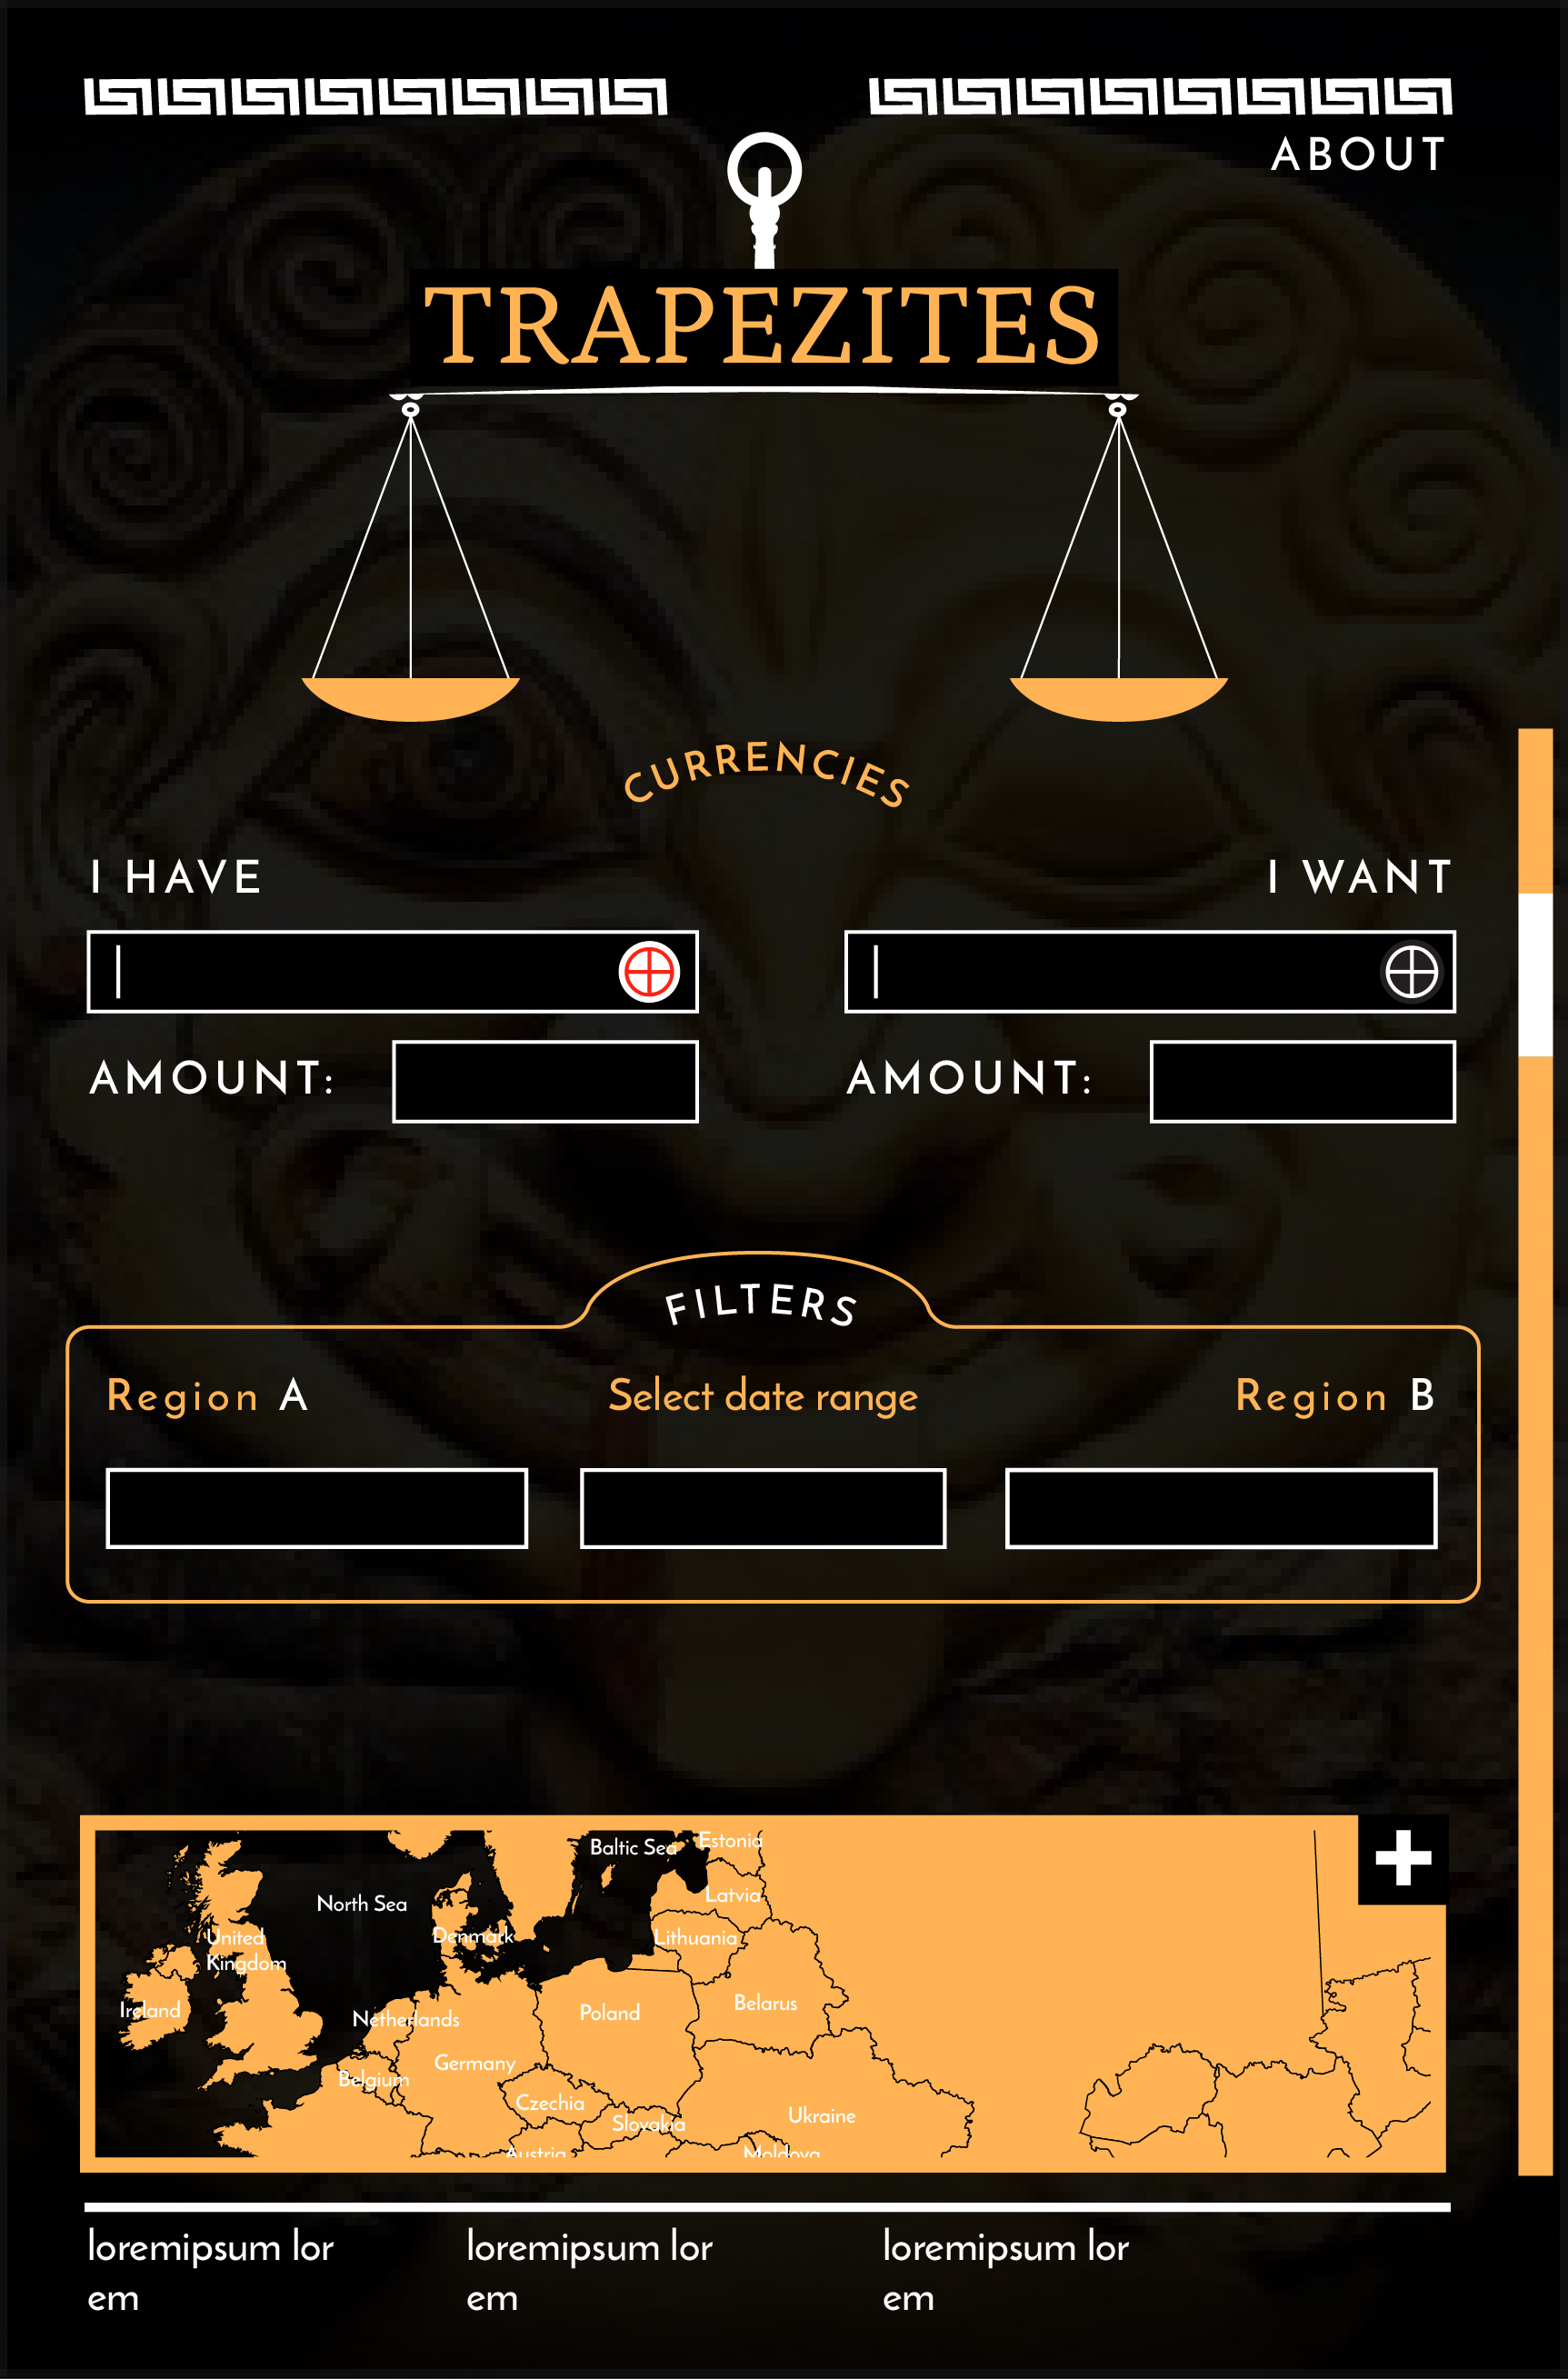 ABOUT
TRAPEZITES
CURRENCIES
I HAVE
I WANT
AMOUNT:
AMOUNT:
FILTERS
Region A
Select date range
Region B
Baltic Sea
Estonia
Latvia
North Sea
United
Kingdom
Denmark
Lithuania
Ireland
Netherlands
Poland
Belarus
Germany
Belgium
Czechia
Slovakia
Ukraine
Austria
Moldova
loremipsum lor
em
loremipsum lor
em
loremipsum lor
em